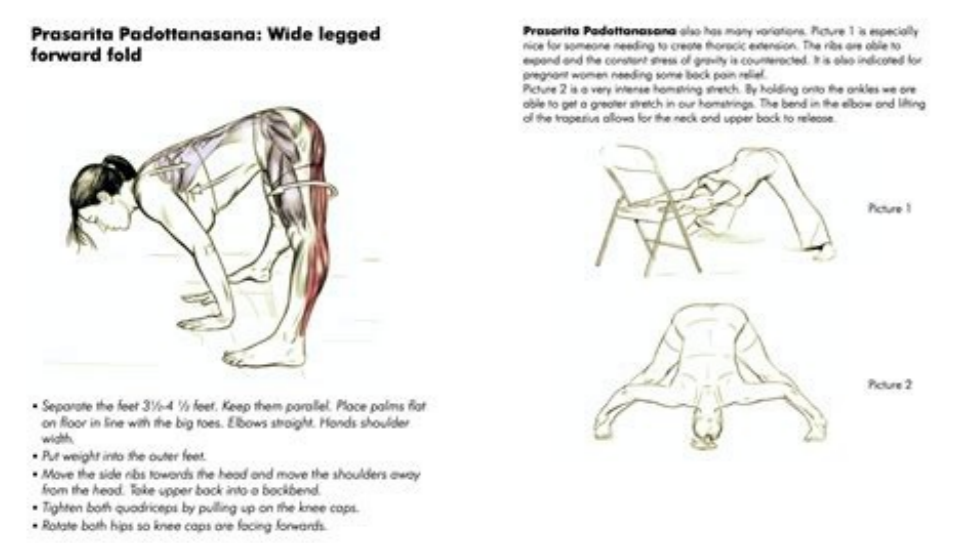 Prasarita Padottanasana: Wide legged
forward fold
• Separate the feet 3½-4 ½ feet. Keep them parallel. Place palms flat
on floor in line with the big toes. Elbows straight. Hands shoulder
width.
• Put weight into the outer feet.
• Move the side ribs towards the head and move the shoulders away
from the head. Take upper back into a backbend.
• Tighten both quadriceps by pulling up on the knee caps.
• Rotate both hips so knee caps are facing forwards.
Prasarita Padottanasana also has many variations. Picture 1 is especially
nice for someone needing to create thoracic extension. The ribs are able to
expand and the constant stress of gravity is counteracted. It is also indicated for
pregnant women needing some back pain relief.
Picture 2 is a very intense hamstring stretch. By holding onto the ankles we are
able to get a greater stretch in our hamstrings. The bend in the elbow and lifting
of the trapezius allows for the neck and upper back to release.
Picture 1
Picture 2